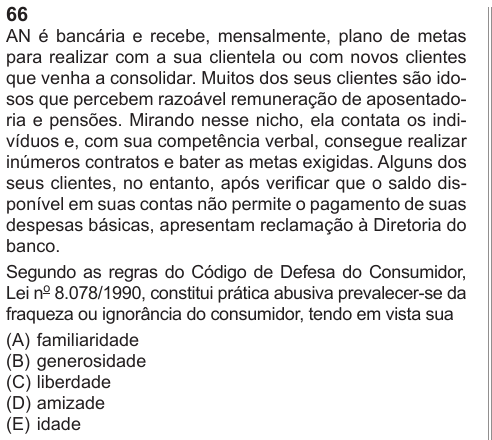 66
AN é bancária e recebe, mensalmente, plano de metas
para realizar com a sua clientela ou com novos clientes
que venha a consolidar. Muitos dos seus clientes são ido-
sos que percebem razoável remuneração de aposentado-
ria e pensões. Mirando nesse nicho, ela contata os indi-
víduos e, com sua competência verbal, consegue realizar
inúmeros contratos e bater as metas exigidas. Alguns dos
seus clientes, no entanto, após verificar que o saldo dis-
ponível em suas contas não permite o pagamento de suas
despesas básicas, apresentam reclamação à Diretoria do
banco.
Segundo as regras do Código de Defesa do Consumidor,
Lei nº 8.078/1990, constitui prática abusiva prevalecer-se da
fraqueza ou ignorância do consumidor, tendo em vista sua
(A) familiaridade
(B) generosidade
(C) liberdade
(D) amizade
(E) idade